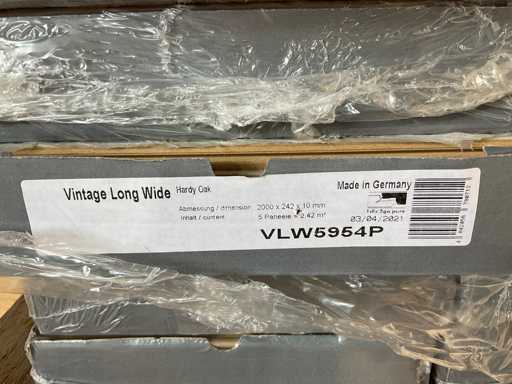 Vintage Long Wide Hardy Oak
Made in Germany
Abmessung / dimension 2000 x 242 x 10 mm
Inhalt / content 5 Paneele = 2,42 m²
03/04/2021
VLW5954P